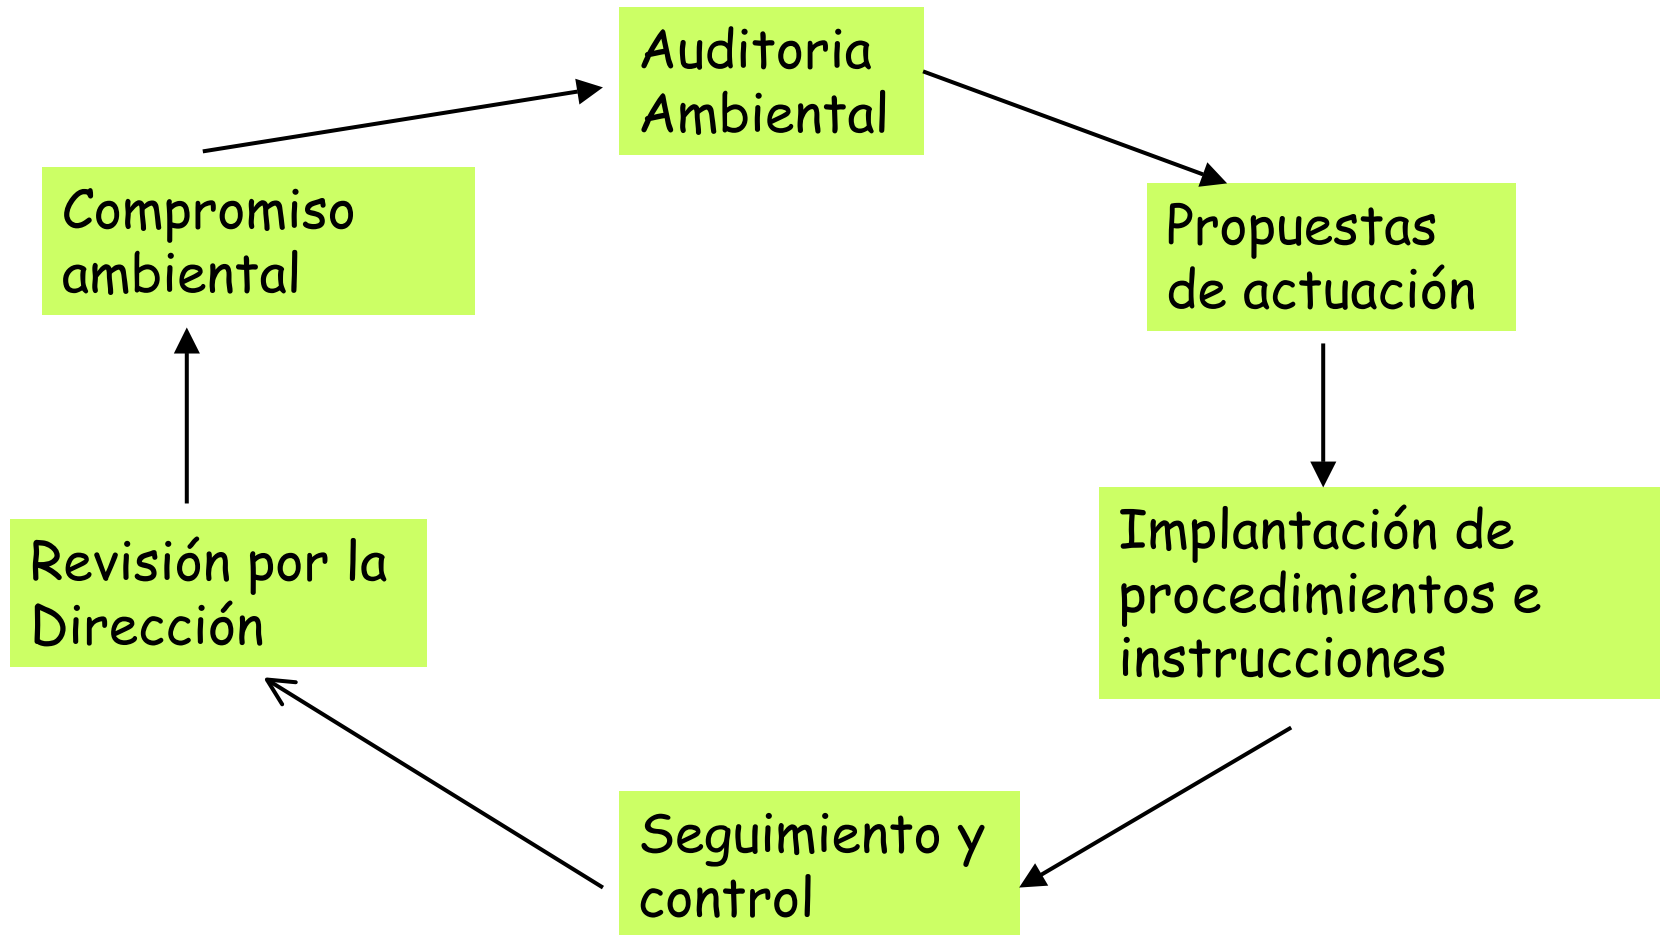 Auditoria
Ambiental
Compromiso
ambiental
Propuestas
de actuación
Implantación de
procedimientos e
instrucciones
Revisión por la
Dirección
Seguimiento y
control